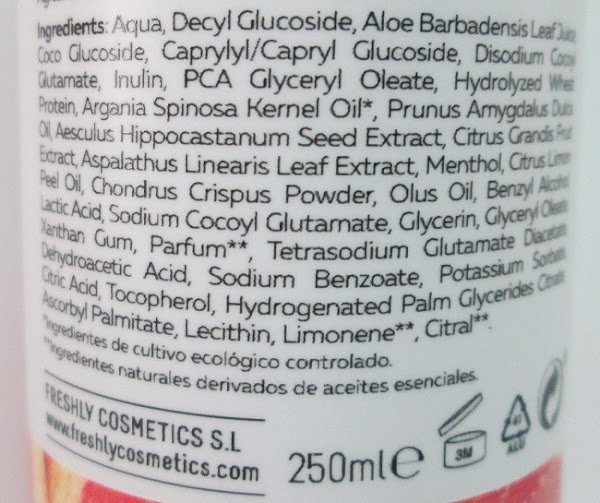 Ingredients: Aqua, Decyl Glucoside, Aloe Barbadensis Leaf Juice,
Coco Glucoside, Caprylyl/Capryl Glucoside, Disodium Cocoyl
Glutamate, Inulin, PCA Glyceryl Oleate, Hydrolyzed Wheat
Protein, Argania Spinosa Kernel Oil*, Prunus Amygdalus Dulcis
Oil, Aesculus Hippocastanum Seed Extract, Citrus Grandis Fruit
Extract, Aspalathus Linearis Leaf Extract, Menthol, Citrus Limon
Peel Oil, Chondrus Crispus Powder, Olus Oil, Benzyl Alcohol,
Lactic Acid, Sodium Cocoyl Glutamate, Glycerin, Glyceryl Oleate,
Xanthan Gum, Parfum**, Tetrasodium Glutamate Diacetate,
Dehydroacetic Acid, Sodium Benzoate, Potassium Sorbate,
Citric Acid, Tocopherol, Hydrogenated Palm Glycerides Citrate,
Ascorbyl Palmitate, Lecithin, Limonene**, Citral**.
*Ingredientes de cultivo ecológico controlado.
**Ingredientes naturales derivados de aceites esenciales.
FRESHLY COSMETICS S.L
www.freshlycosmetics.com
250ml℮
3M
41
ALU